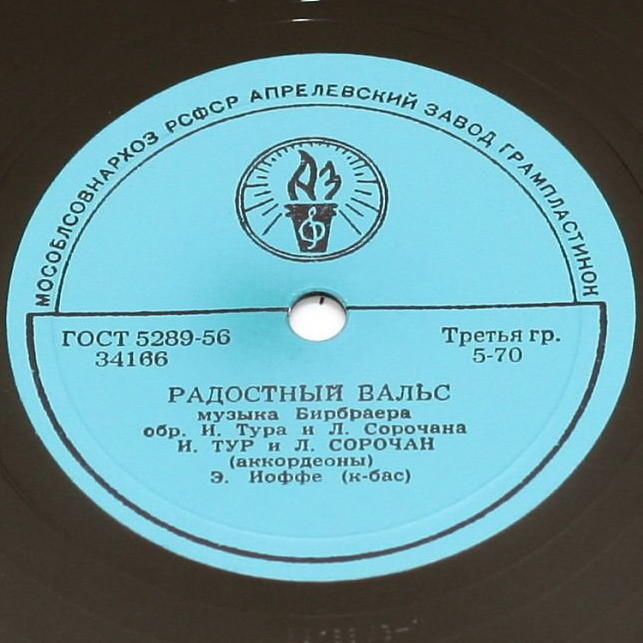 МОСОБЛСОВНАРХОЗ РСФСР АПРЕЛЕВСКИЙ ЗАВОД ГРАМПЛАСТИНОК
АЗ
ГОСТ 5289-56
34166
Третья гр.
5-70
РАДОСТНЫЙ ВАЛЬС
музыка Бирбраера
обр. И. Тура и Л. Сорочана
И. ТУР и Л. СОРОЧАН
(аккордеоны)
Э. Иоффе (к-бас)